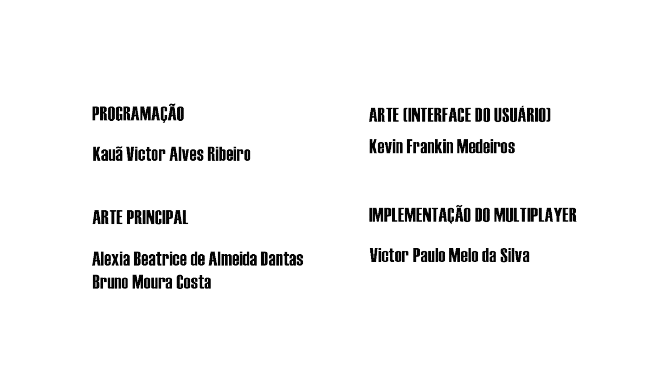 PROGRAMAÇÃO
Kauã Victor Alves Ribeiro
ARTE PRINCIPAL
Alexia Beatrice de Almeida Dantas
Bruno Moura Costa
ARTE (INTERFACE DO USUÁRIO)
Kevin Frankin Medeiros
IMPLEMENTAÇÃO DO MULTIPLAYER
Victor Paulo Melo da Silva